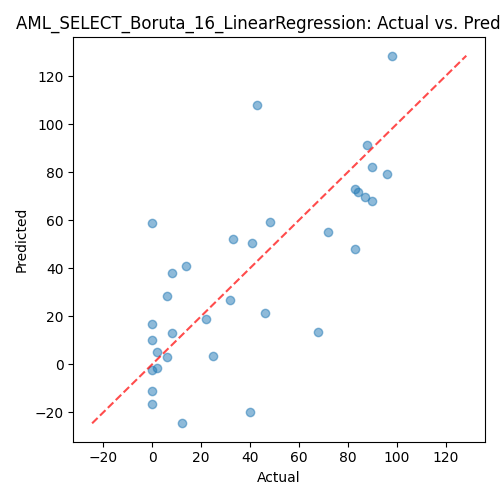 AML_SELECT_Boruta_16_LinearRegression: Actual vs. Pred
120
100
80
60
40
20
0
−20
Predicted
−20 0 20 40 60 80 100 120
Actual